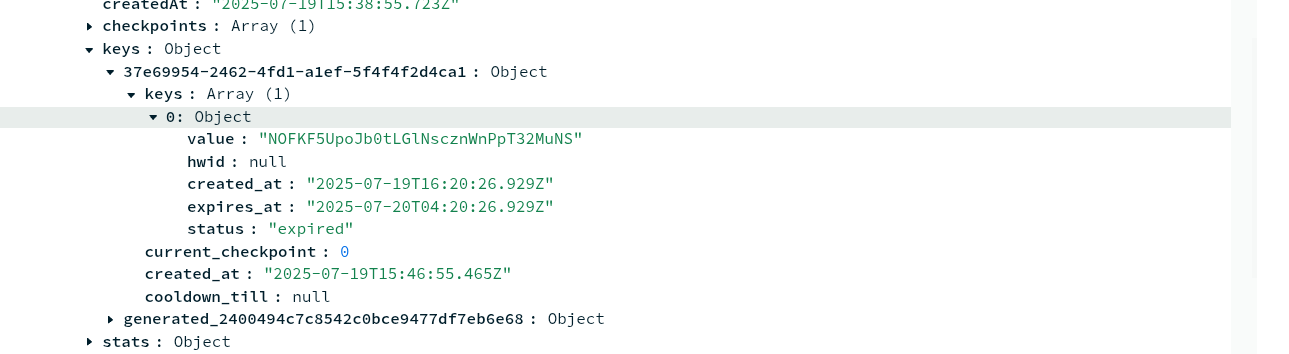 createdAt : "2025-07-19T15:38:55.723Z"
checkpoints : Array (1)
keys : Object
37e69954-2462-4fd1-a1ef-5f4f4f2d4ca1 : Object
keys : Array (1)
0: Object
value : "NOFKF5UpoJb0tLGlNscznWnPpT32MuNS"
hwid : null
created_at : "2025-07-19T16:20:26.929Z"
expires_at : "2025-07-20T04:20:26.929Z"
status : "expired"
current_checkpoint : 0
created_at : "2025-07-19T15:46:55.465Z"
cooldown_till : null
generated_2400494c7c8542c0bce9477df7eb6e68 : Object
stats : Object